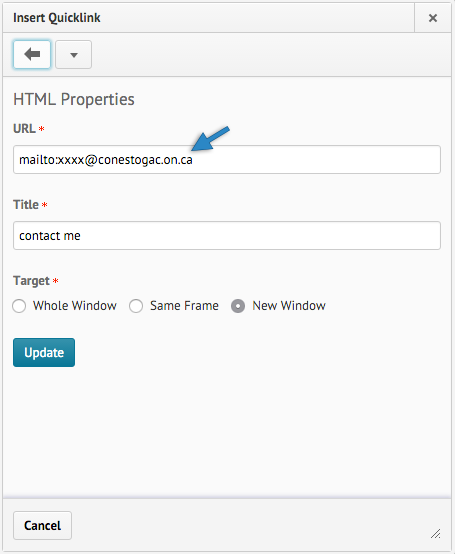 Insert Quicklink
HTML Properties
URL *
mailto:xxxx@conestogac.on.ca
Title *
contact me
Target *
Whole Window Same Frame New Window
Update
Cancel